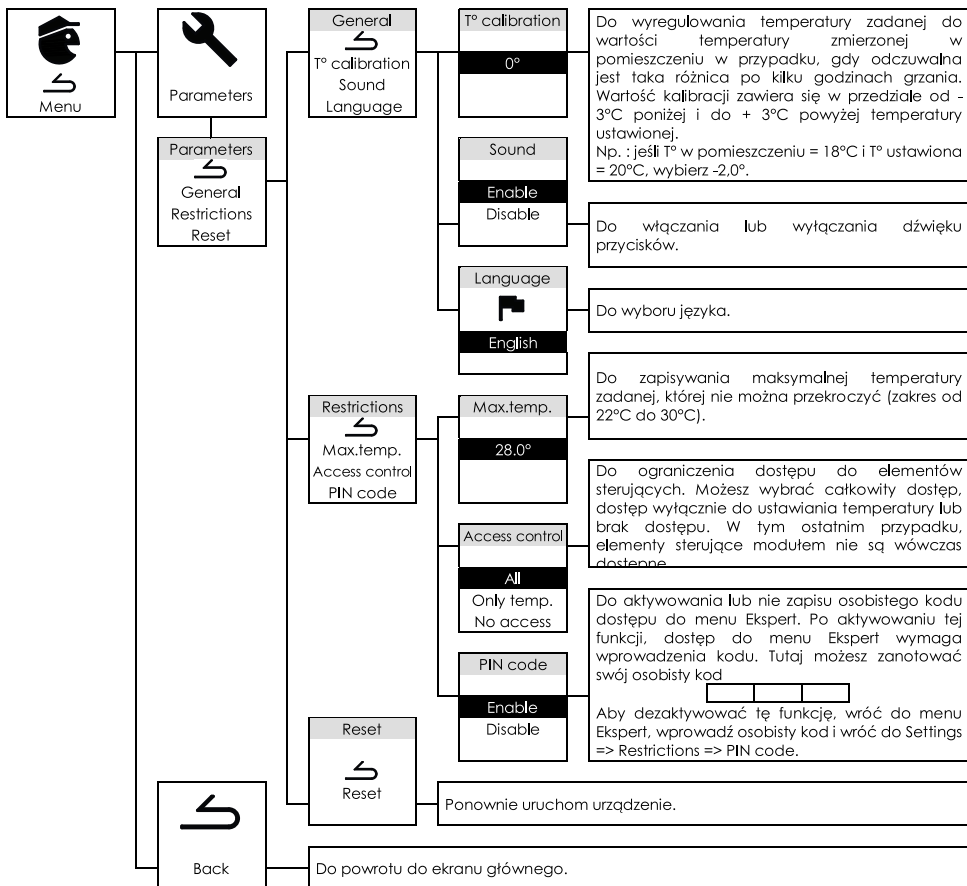 Menu
Parameters
Parameters
General
Restrictions
Reset
General
T° calibration
Sound
Language
T° calibration
0°
Do wyregulowania temperatury zadanej do
wartości temperatury zmierzonej w
pomieszczeniu w przypadku, gdy odczuwalna
jest taka różnica po kilku godzinach grzania.
Wartość kalibracji zawiera się w przedziale od -
3°C poniżej i do + 3°C powyżej temperatury
ustawionej.
Np. : jeśli T° w pomieszczeniu = 18°C i T° ustawiona
= 20°C, wybierz -2,0°.
Sound
Enable
Disable
Do włączania lub wyłączania dźwięku
przycisków.
Language
English
Do wyboru języka.
Restrictions
Max.temp.
Access control
PIN code
Max.temp.
28.0°
Do zapisywania maksymalnej temperatury
zadanej, której nie można przekroczyć (zakres od
22°C do 30°C).
Access control
All
Only temp.
No access
Do ograniczenia dostępu do elementów
sterujących. Możesz wybrać całkowity dostęp,
dostęp wyłącznie do ustawiania temperatury lub
brak dostępu. W tym ostatnim przypadku,
elementy sterujące modułem nie są wówczas
dostępne
PIN code
Enable
Disable
Do aktywowania lub nie zapisu osobistego kodu
dostępu do menu Ekspert. Po aktywowaniu tej
funkcji, dostęp do menu Ekspert wymaga
wprowadzenia kodu. Tutaj możesz zanotować
swój osobisty kod
Aby dezaktywować tę funkcję, wróć do menu
Ekspert, wprowadź osobisty kod i wróć do Settings
=> Restrictions => PIN code.
Reset
Reset
Ponownie uruchom urządzenie.
Back
Do powrotu do ekranu głównego.